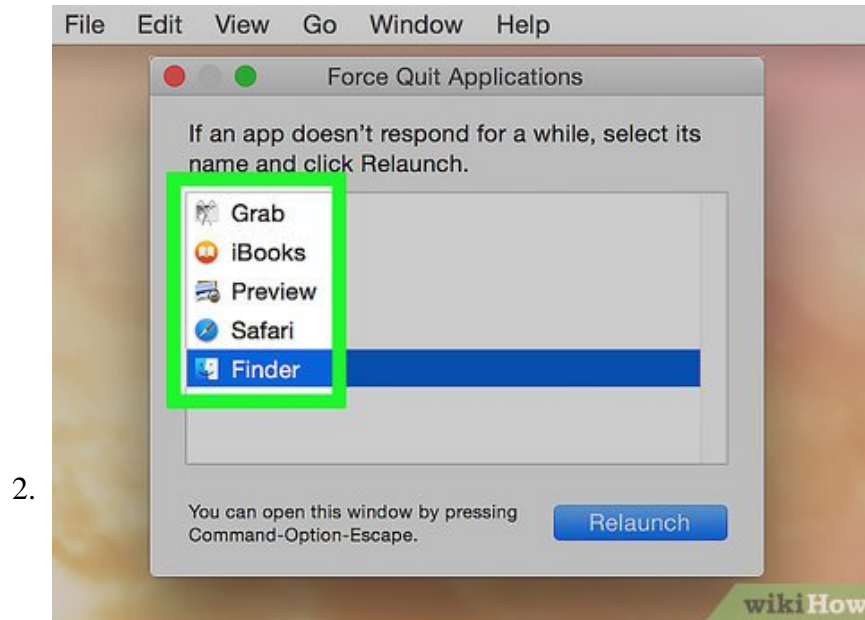 File Edit View Go Window Help
Force Quit Applications
If an app doesn't respond for a while, select its
name and click Relaunch.
Grab
iBooks
Preview
Safari
Finder
2.
You can open this window by pressing
Command-Option-Escape.
Relaunch
wikiHow